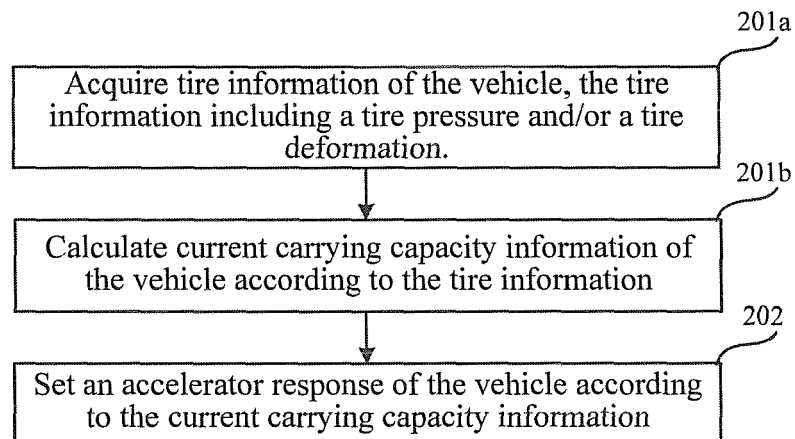 201a
Acquire tire information of the vehicle, the tire
information including a tire pressure and/or a tire
deformation.
201b
Calculate current carrying capacity information of
the vehicle according to the tire information
202
Set an accelerator response of the vehicle according
to the current carrying capacity information